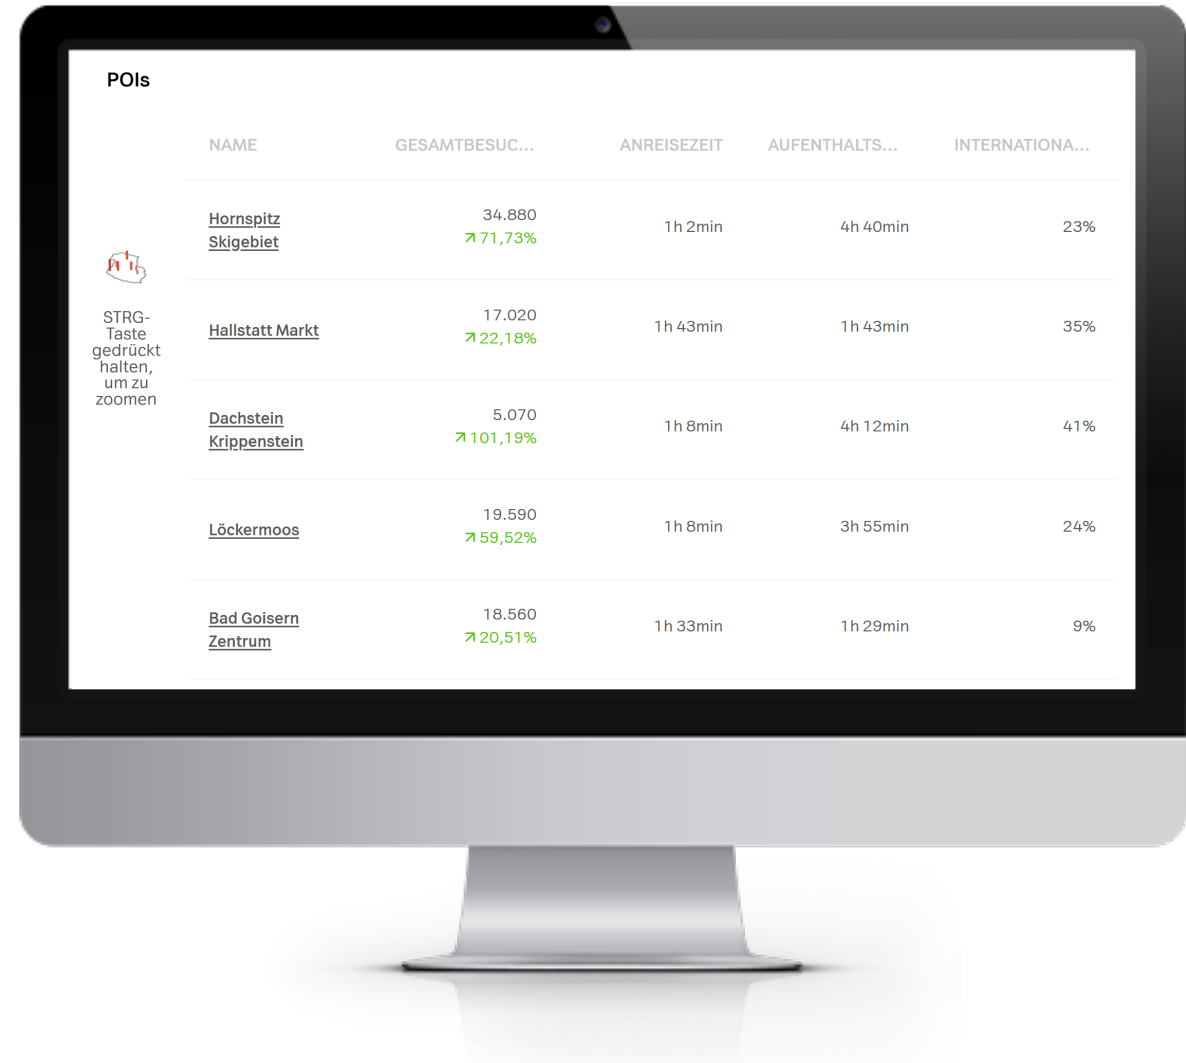 POIs
NAME GESAMTBESUC... ANREISEZEIT AUFENTHALTS... INTERNATIONA...
Hornspitz
Skigebiet
34.880
71,73%
1h 2min
4h 40min
23%
STRG-
Taste
gedrückt
halten,
um zu
zoomen
Hallstatt Markt
17.020
22,18%
1h 43min
1h 43min
35%
Dachstein
Krippenstein
5.070
101,19%
1h 8min
4h 12min
41%
Löckermoos
19.590
59,52%
1h 8min
3h 55min
24%
Bad Goisern
Zentrum
18.560
20,51%
1h 33min
1h 29min
9%